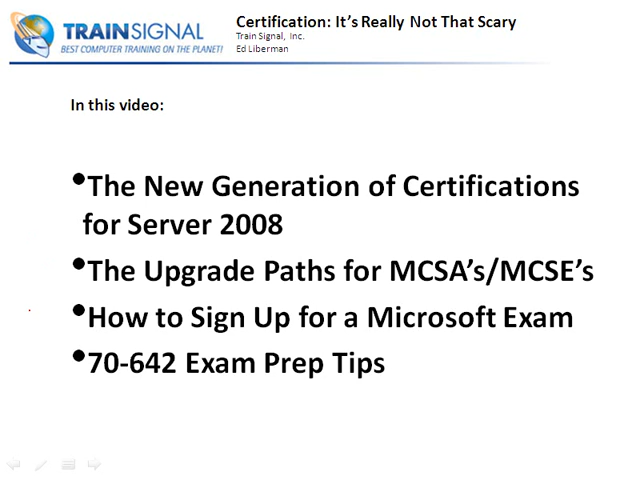 TRAINSIGNAL
BEST COMPUTER TRAINING ON THE PLANET!
Certification: It's Really Not That Scary
Train Signal, Inc.
Ed Liberman
In this video:
•The New Generation of Certifications
for Server 2008
•The Upgrade Paths for MCSA's/MCSE's
•How to Sign Up for a Microsoft Exam
•70-642 Exam Prep Tips